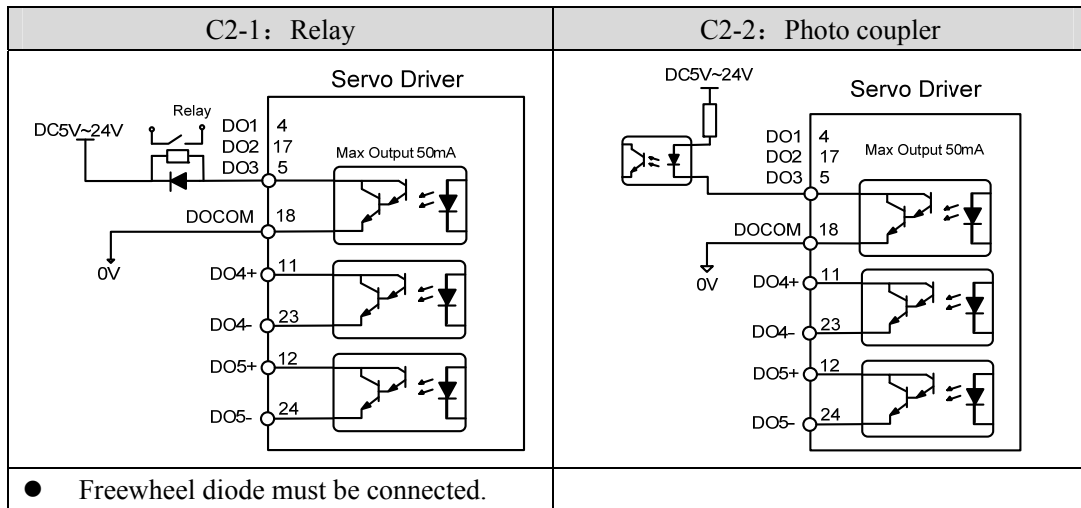 C2-1：Relay
C2-2：Photo coupler
Servo Driver
Relay
DC5V~24V
DO1 4
DO2 17
DO3 5
Max Output 50mA
DOCOM 18
0V
DO4+ 11
DO4- 23
DO5+ 12
DO5- 24
DC5V~24V
Servo Driver
DO1 4
DO2 17
DO3 5
Max Output 50mA
DOCOM 18
0V
DO4+ 11
DO4- 23
DO5+ 12
DO5- 24
● Freewheel diode must be connected.